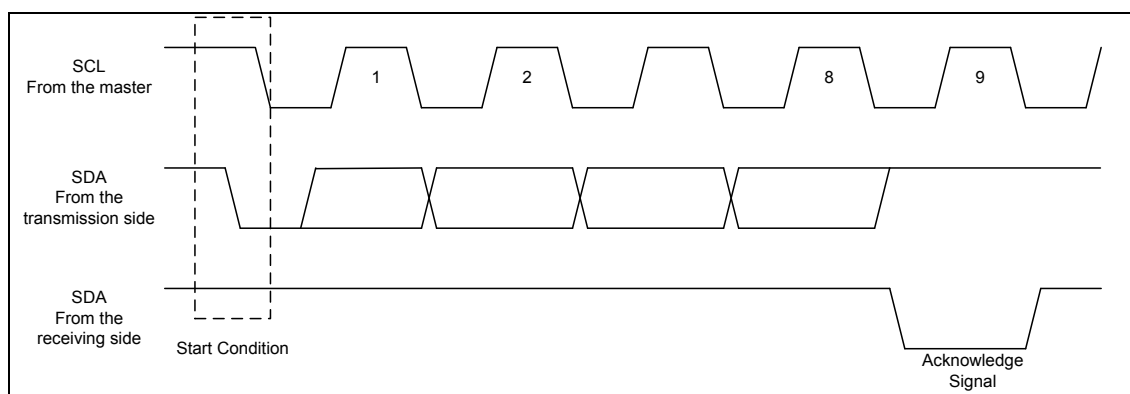 SCL
From the master
1
2
8
9
SDA
From the
transmission side
SDA
From the
receiving side
Start Condition
Acknowledge
Signal